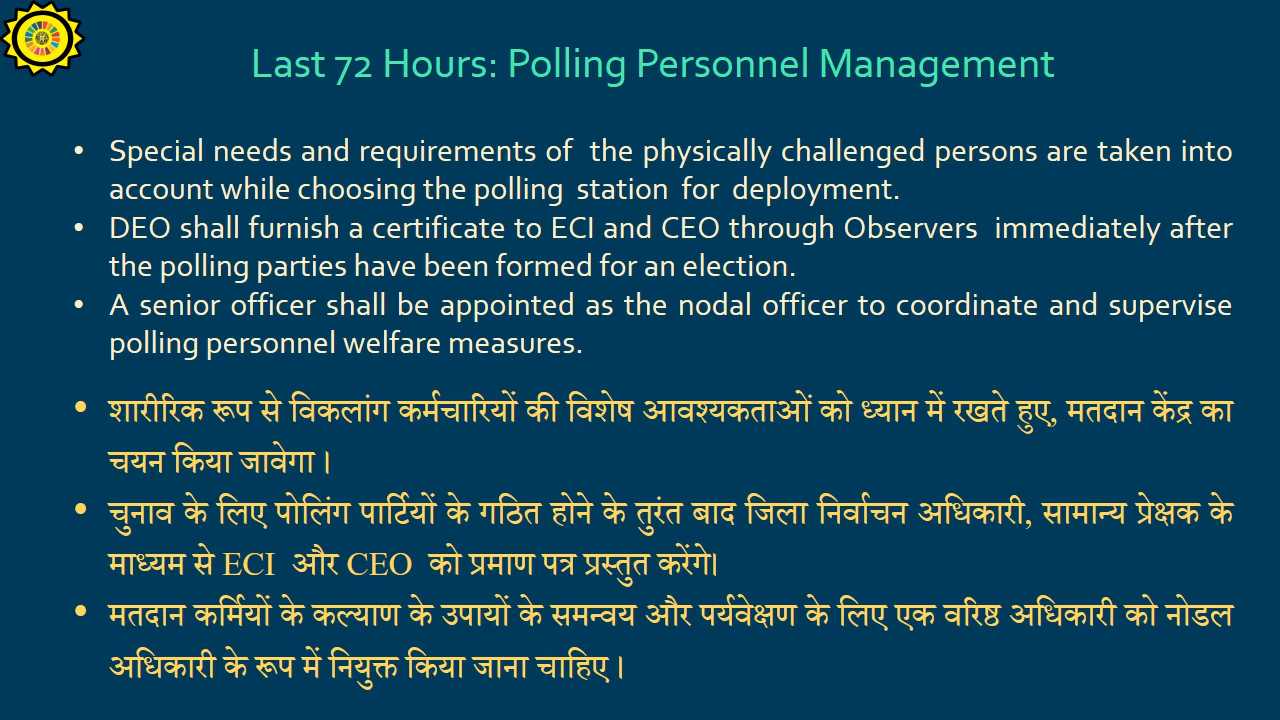 Last 72 Hours: Polling Personnel Management
• Special needs and requirements of the physically challenged persons are taken into
account while choosing the polling station for deployment.
• DEO shall furnish a certificate to ECI and CEO through Observers immediately after
the polling parties have been formed for an election.
• A senior officer shall be appointed as the nodal officer to coordinate and supervise
polling personnel welfare measures.
• शारीरिक रूप से विकलांग कर्मचारियों की विशेष आवश्यकताओं को ध्यान में रखते हुए, मतदान केंद्र का
चयन किया जावेगा।
• चुनाव के लिए पोलिंग पार्टियों के गठित होने के तुरंत बाद जिला निर्वाचन अधिकारी, सामान्य प्रेक्षक के
माध्यम से ECI और CEO को प्रमाण पत्र प्रस्तुत करेंगे।
• मतदान कर्मियों के कल्याण के उपायों के समन्वय और पर्यवेक्षण के लिए एक वरिष्ठ अधिकारी को नोडल
अधिकारी के रूप में नियुक्त किया जाना चाहिए।